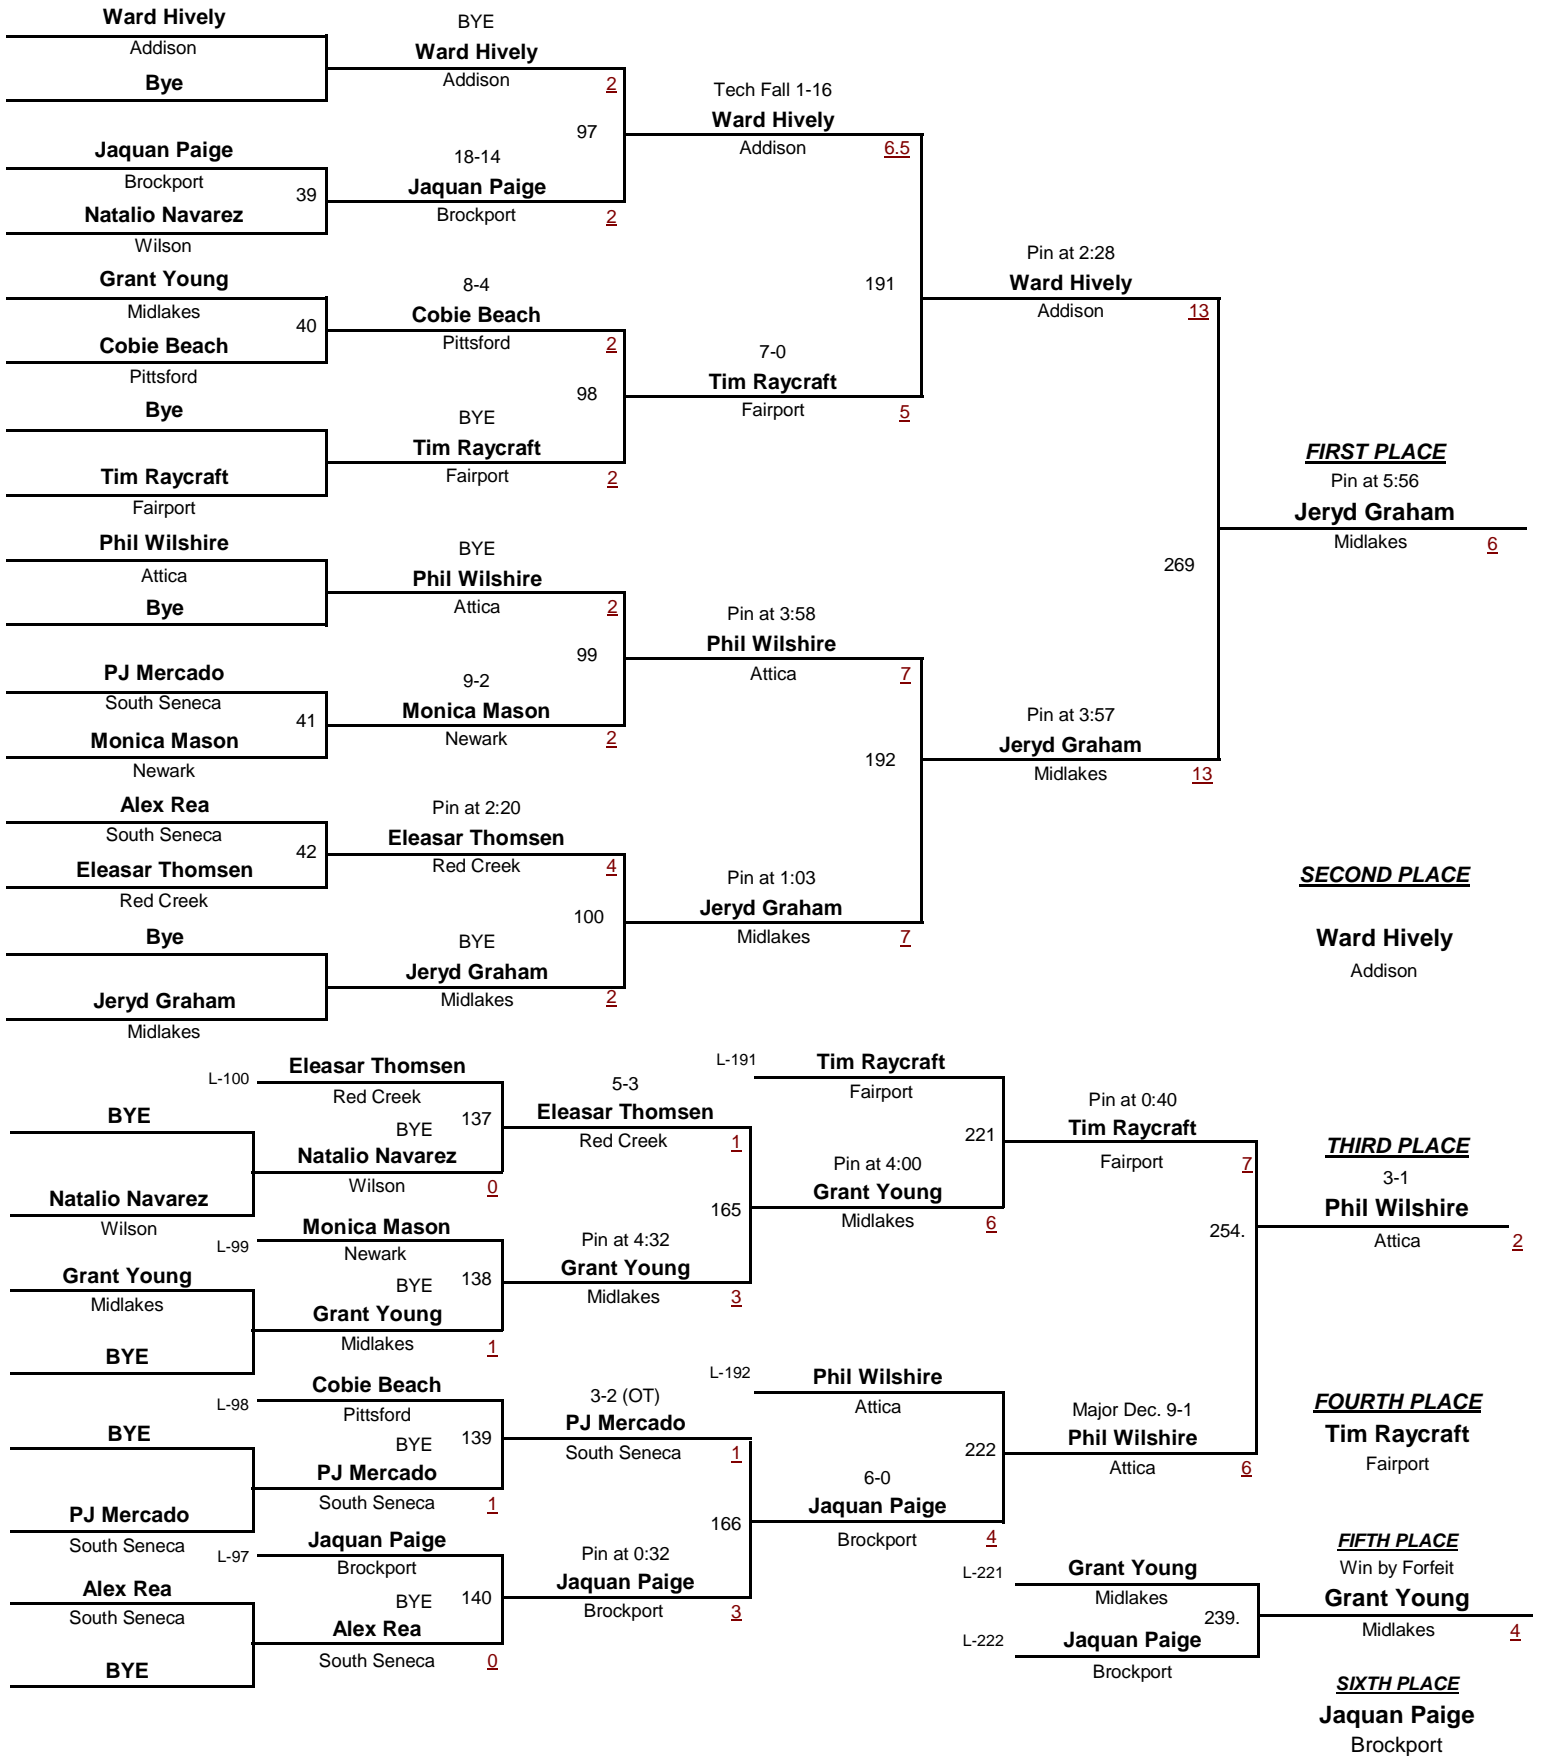 Ward Hively
Addison
Bye
Jaquan Paige
Brockport
39
Natalio Navarez
Wilson
Grant Young
Midlakes
40
Cobie Beach
Pittsford
Bye
Tim Raycraft
Fairport
Phil Wilshire
Attica
Bye
PJ Mercado
South Seneca
41
Monica Mason
Newark
Alex Rea
South Seneca
42
Eleasar Thomsen
Red Creek
Bye
Jeryd Graham
Midlakes
BYE
Ward Hively
Addison
2
97
18-14
Jaquan Paige
Brockport
2
8-4
Cobie Beach
Pittsford
2
98
BYE
Tim Raycraft
Fairport
2
BYE
Phil Wilshire
Attica
2
99
9-2
Monica Mason
Newark
2
Pin at 2:20
Eleasar Thomsen
Red Creek
4
100
BYE
Jeryd Graham
Midlakes
2
Tech Fall 1-16
Ward Hively
Addison
6.5
191
7-0
Tim Raycraft
Fairport
5
Pin at 3:58
Phil Wilshire
Attica
7
192
Pin at 1:03
Jeryd Graham
Midlakes
7
Pin at 2:28
Ward Hively
Addison
13
269
Pin at 3:57
Jeryd Graham
Midlakes
13
FIRST PLACE
Pin at 5:56
Jeryd Graham
Midlakes
6
SECOND PLACE
Ward Hively
Addison
BYE
Natalio Navarez
Wilson
Grant Young
Midlakes
BYE
BYE
PJ Mercado
South Seneca
Alex Rea
South Seneca
BYE
L-100
Eleasar Thomsen
Red Creek
137
BYE
Natalio Navarez
Wilson
0
L-99
Monica Mason
Newark
138
BYE
Grant Young
Midlakes
1
L-98
Cobie Beach
Pittsford
139
BYE
PJ Mercado
South Seneca
1
L-97
Jaquan Paige
Brockport
140
BYE
Alex Rea
South Seneca
0
5-3
Eleasar Thomsen
Red Creek
1
165
Pin at 4:32
Grant Young
Midlakes
3
3-2 (OT)
PJ Mercado
South Seneca
1
166
Pin at 0:32
Jaquan Paige
Brockport
3
L-191
Tim Raycraft
Fairport
221
Pin at 4:00
Grant Young
Midlakes
6
L-192
Phil Wilshire
Attica
222
6-0
Jaquan Paige
Brockport
4
Pin at 0:40
Tim Raycraft
Fairport
7
254.
Major Dec. 9-1
Phil Wilshire
Attica
6
L-221
Grant Young
Midlakes
239.
L-222
Jaquan Paige
Brockport
THIRD PLACE
3-1
Phil Wilshire
Attica
2
FOURTH PLACE
Tim Raycraft
Fairport
FIFTH PLACE
Win by Forfeit
Grant Young
Midlakes
4
SIXTH PLACE
Jaquan Paige
Brockport